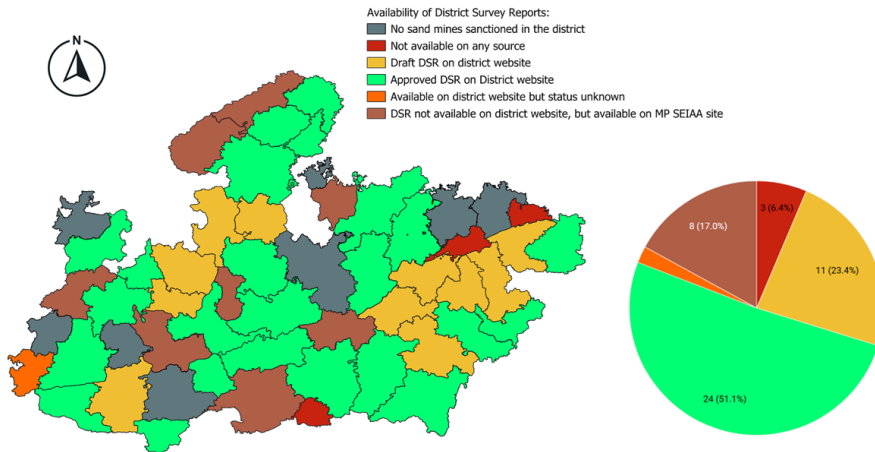 Availability of District Survey Reports:
No sand mines sanctioned in the district
Not available on any source
Draft DSR on district website
Approved DSR on District website
Available on district website but status unknown
DSR not available on district website, but available on MP SEIAA site
3 (6.4%)
8 (17.0%)
11 (23.4%)
24 (51.1%)